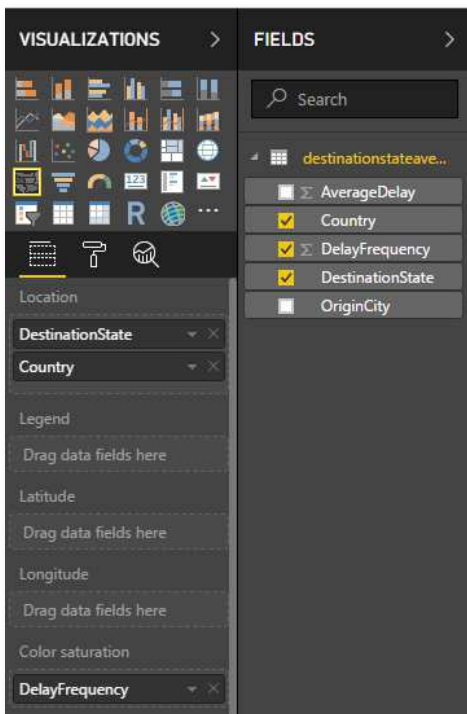 VISUALIZATIONS
FIELDS
Search
123
R
destinationstateave...
Σ AverageDelay
Country
Σ DelayFrequency
DestinationState
OriginCity
Location
DestinationState
Country
Legend
Drag data fields here
Latitude
Drag data fields here
Longitude
Drag data fields here
Color saturation
DelayFrequency